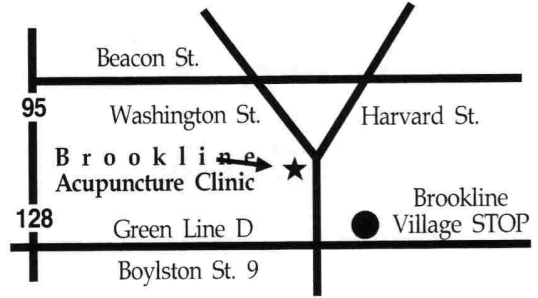 Beacon St.
95
Washington St.
Harvard St.
Brookline
Acupuncture Clinic
Brookline
Village STOP
128
Green Line D
Boylston St. 9